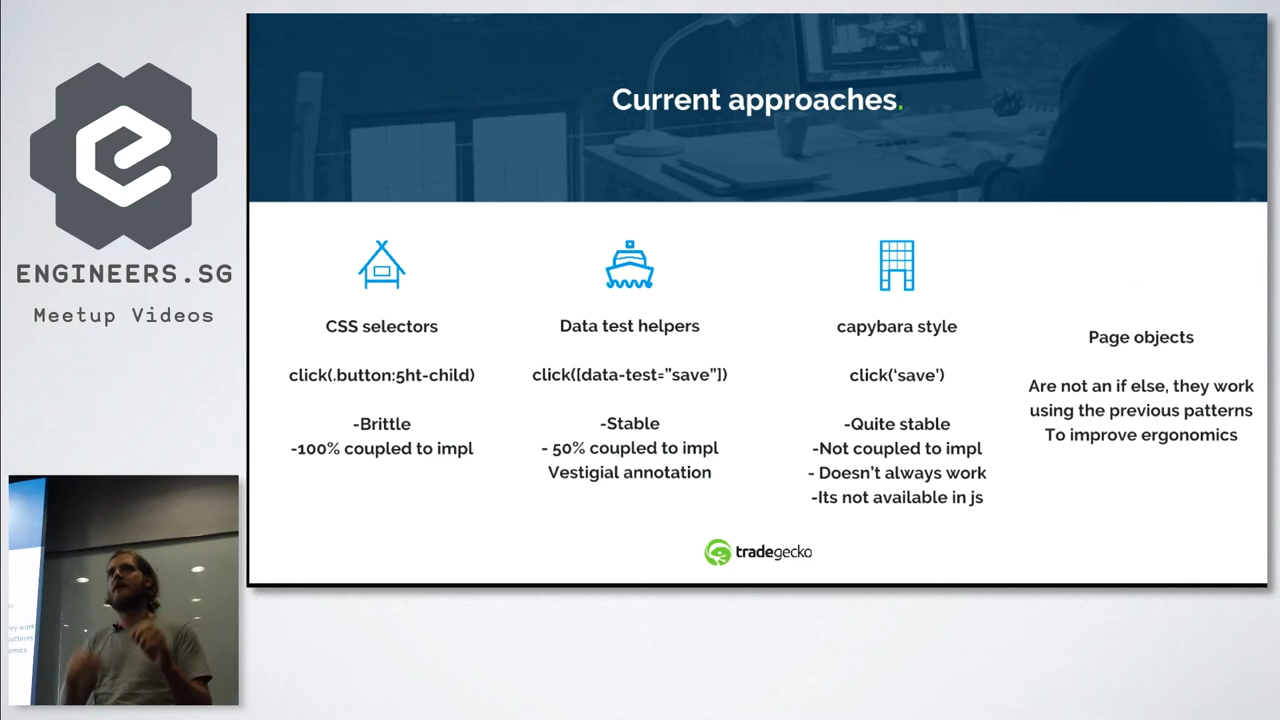 ENGINEERS.SG
Meetup Videos
Current approaches.
CSS selectors
click(.button:5ht-child)
-Brittle
-100% coupled to impl
Data test helpers
click([data-test=”save”])
-Stable
- 50% coupled to impl
Vestigial annotation
capybara style
click(‘save’)
-Quite stable
-Not coupled to impl
- Doesn’t always work
-Its not available in js
Page objects
Are not an if else, they work
using the previous patterns
To improve ergonomics
tradegecko